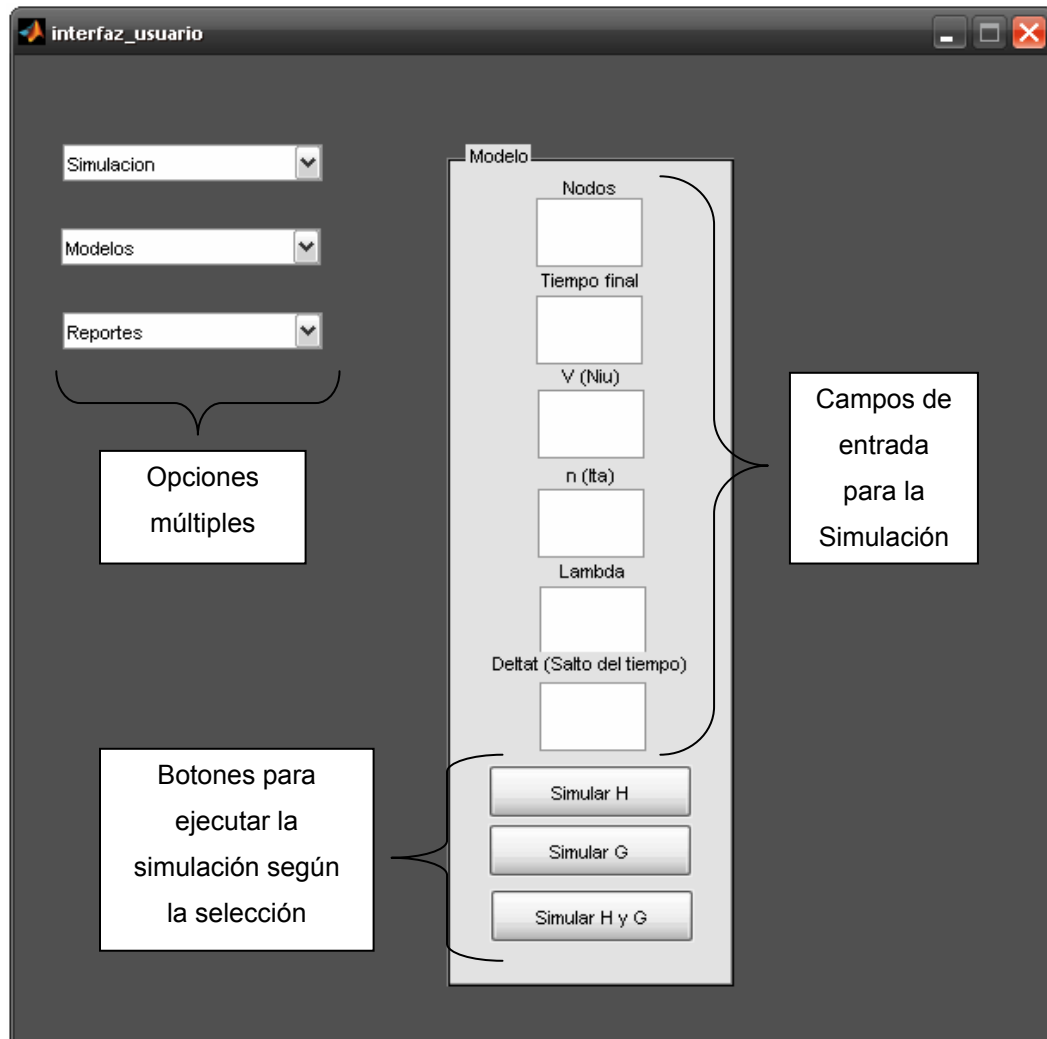 interfaz_usuario
Simulacion
Modelos
Reportes
Opciones
múltiples
Modelo
Nodos
Tiempo final
V (Niu)
n (Ita)
Lambda
Deltat (Salto del tiempo)
Campos de
entrada
para la
Simulación
Botones para
ejecutar la
simulación según
la selección
Simular H
Simular G
Simular H y G